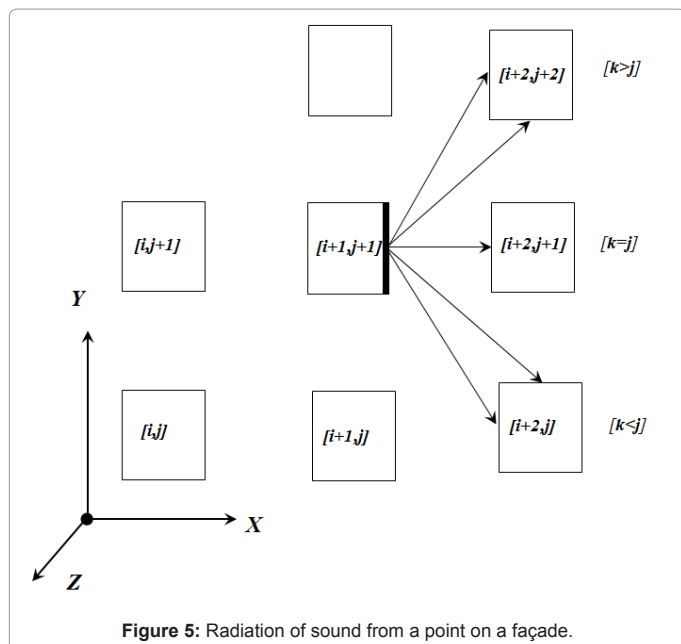 [i+2,j+2] [k>j]
[i,j+1] [i+1,j+1] [i+2,j+1] [k=j]
Y
[i,j] [i+1,j] [i+2,j] [k<j]
X
Z
Figure 5: Radiation of sound from a point on a façade.